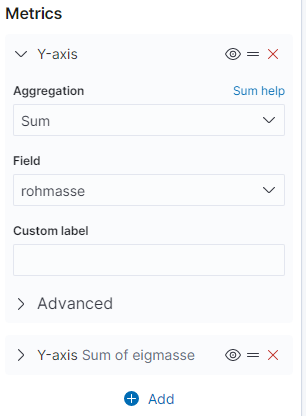 Metrics
Y-axis
Aggregation Sum help
Sum
Field
rohmasse
Custom label
Advanced
Y-axis Sum of eigmasse
Add